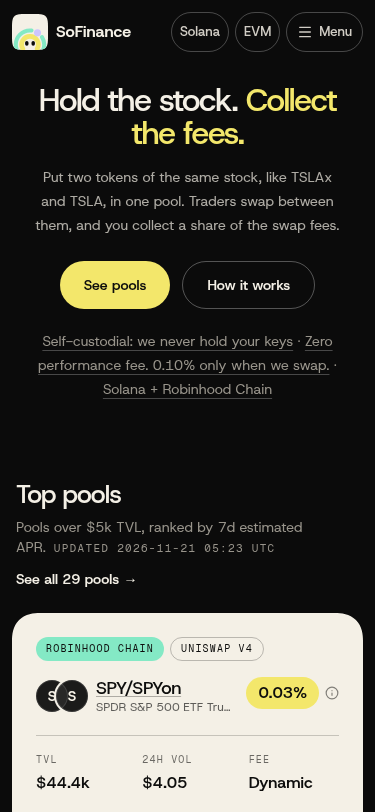 SoFinance
Solana
EVM
Menu
Hold the stock. Collect
the fees.
Put two tokens of the same stock, like TSLAx
and TSLA, in one pool. Traders swap between
them, and you collect a share of the swap fees.
See pools
How it works
Self-custodial: we never hold your keys · Zero
performance fee. 0.10% only when we swap. ·
Solana + Robinhood Chain
Top pools
Pools over $5k TVL, ranked by 7d estimated
APR. UPDATED 2026-11-21 05:23 UTC
See all 29 pools →
ROBINHOOD CHAIN
UNISWAP V4
S S
SPY/SPYon
SPDR S&P 500 ETF Tru...
0.03%
TVL 24H VOL FEE
$44.4k $4.05 Dynamic